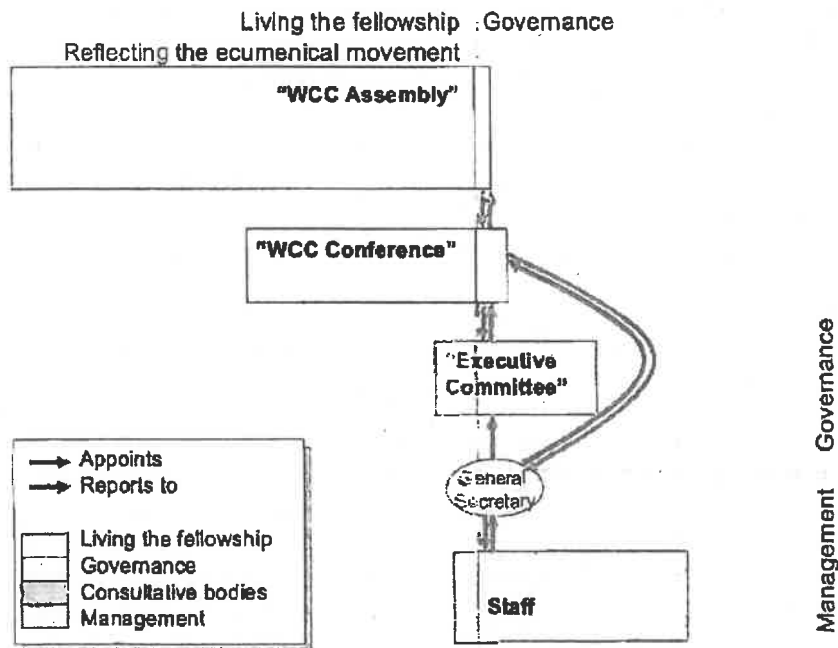 Living the fellowship : Governance
Reflecting the ecumenical movement
"WCC Assembly"
"WCC Conference"
"Executive
Committee"
General
Secretary
Staff
Appoints
Reports to
Living the fellowship
Governance
Consultative bodies
Management
Governance
Management